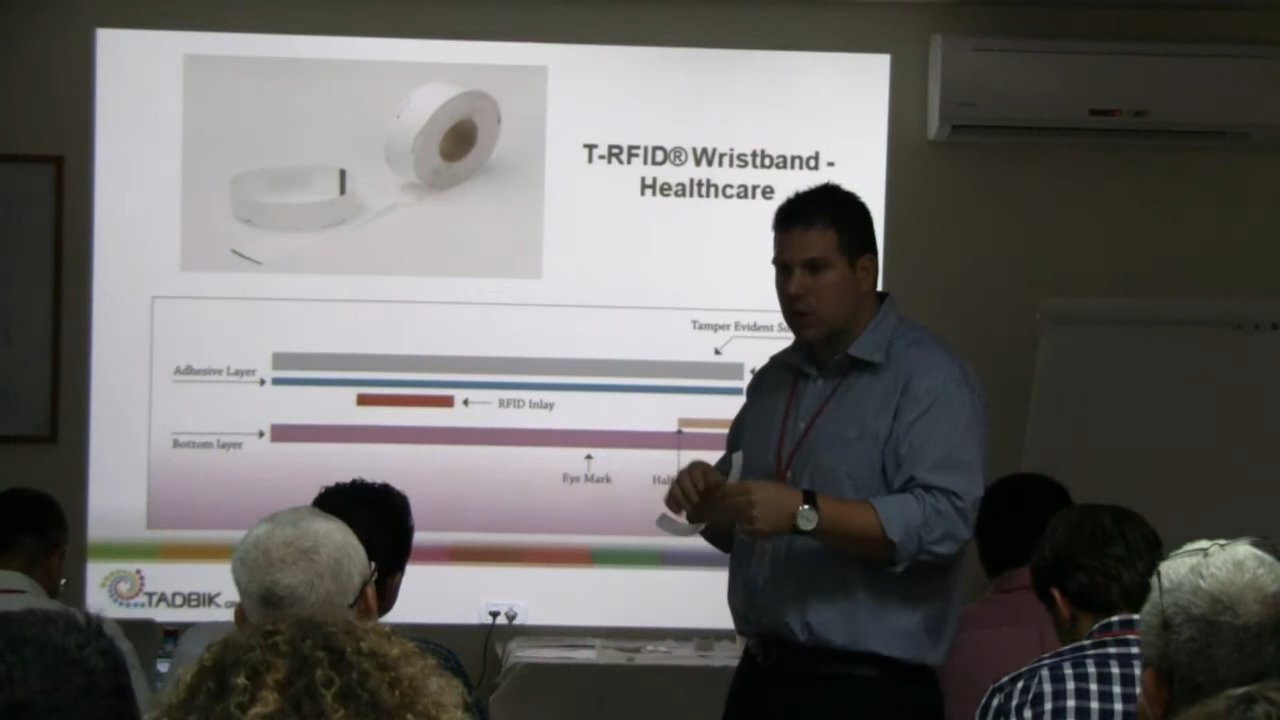 T-RFID® Wristband -
Healthcare
Tamper Evident
Adhesive Layer
RFID Inlay
Bottom layer
Eye Mark
TADBIK